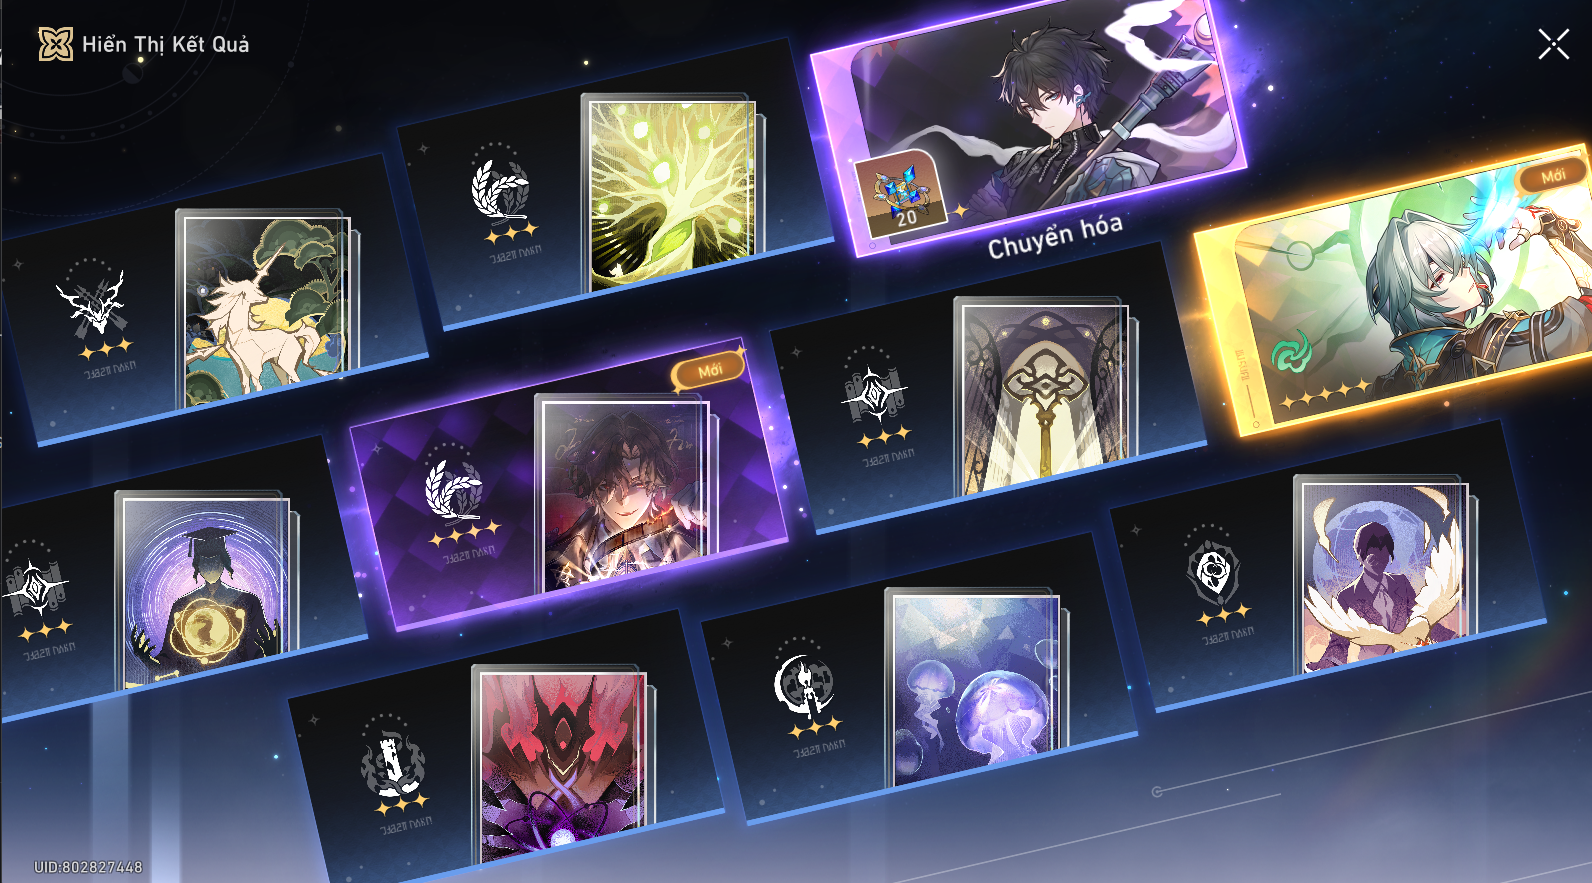 Hiển Thị Kết Quả
20
Chuyển hóa
Mới
Mới
UID:802827448